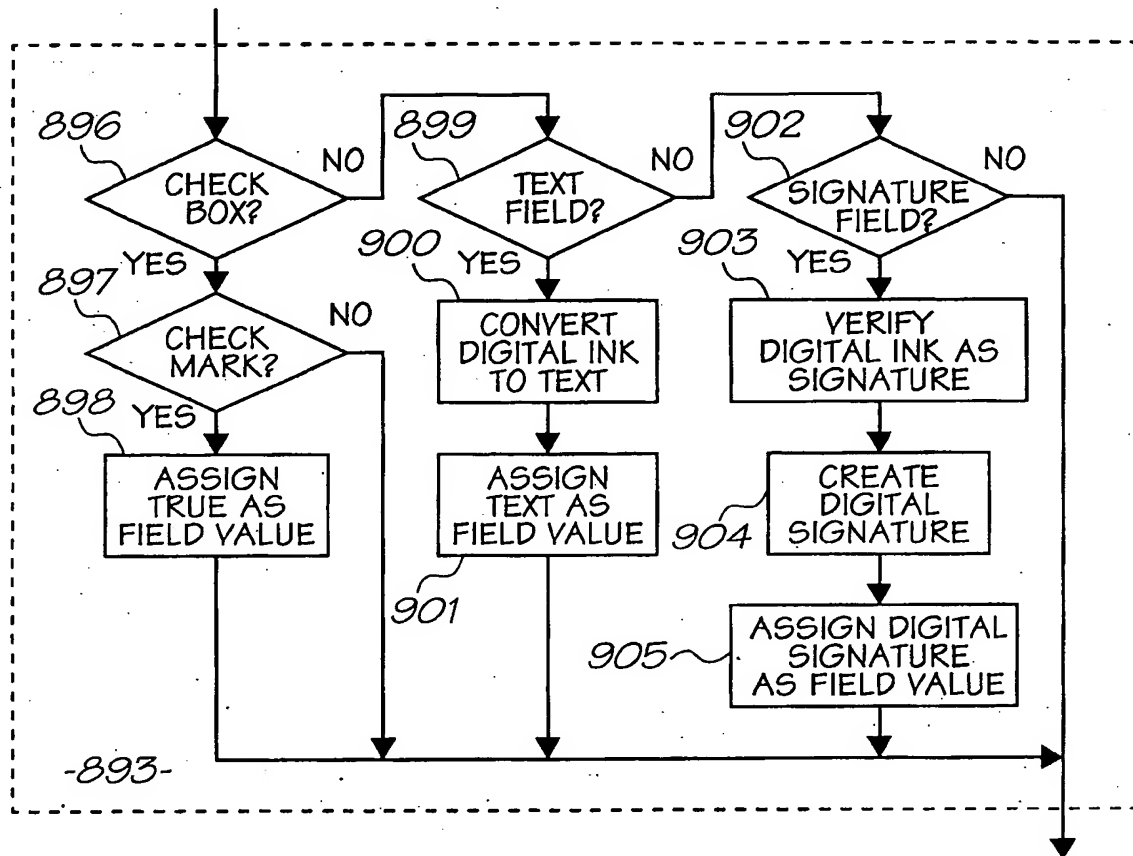 896
CHECK
BOX?
NO
YES
897
CHECK
MARK?
NO
YES
898
ASSIGN
TRUE AS
FIELD VALUE
899
TEXT
FIELD?
NO
YES
900
CONVERT
DIGITAL INK
TO TEXT
ASSIGN
TEXT AS
FIELD VALUE
901
902
SIGNATURE
FIELD?
NO
YES
903
VERIFY
DIGITAL INK AS
SIGNATURE
CREATE
DIGITAL
SIGNATURE
904
905
ASSIGN DIGITAL
SIGNATURE
AS FIELD VALUE
-893-